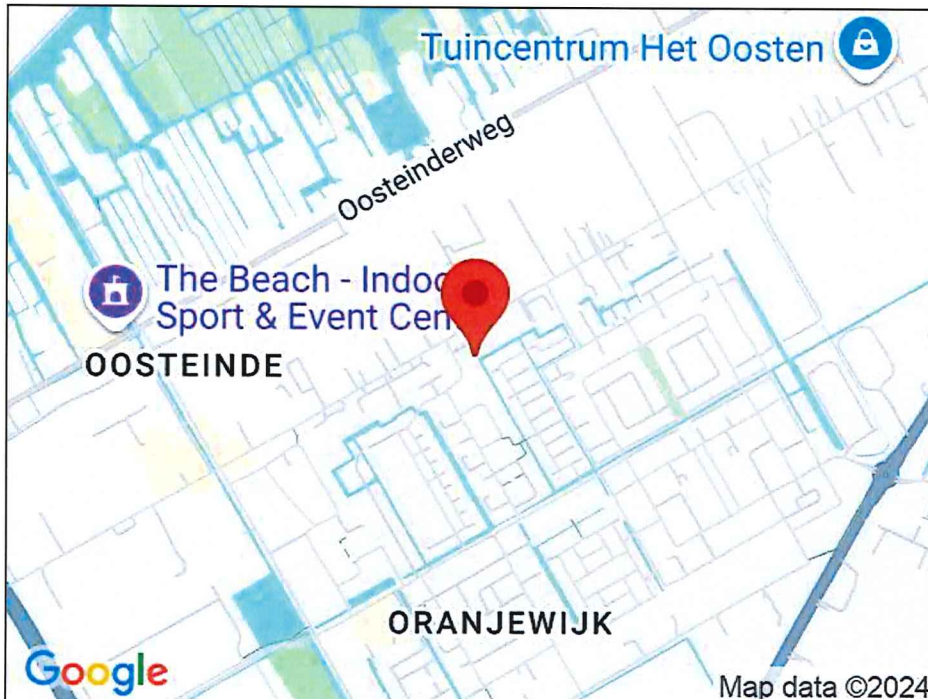 Tuincentrum Het Oosten
Oosteinderweg
The Beach - Indoo
Sport & Event Cen
OOSTEINDE
ORANJEWIJK
Google
Map data ©2024